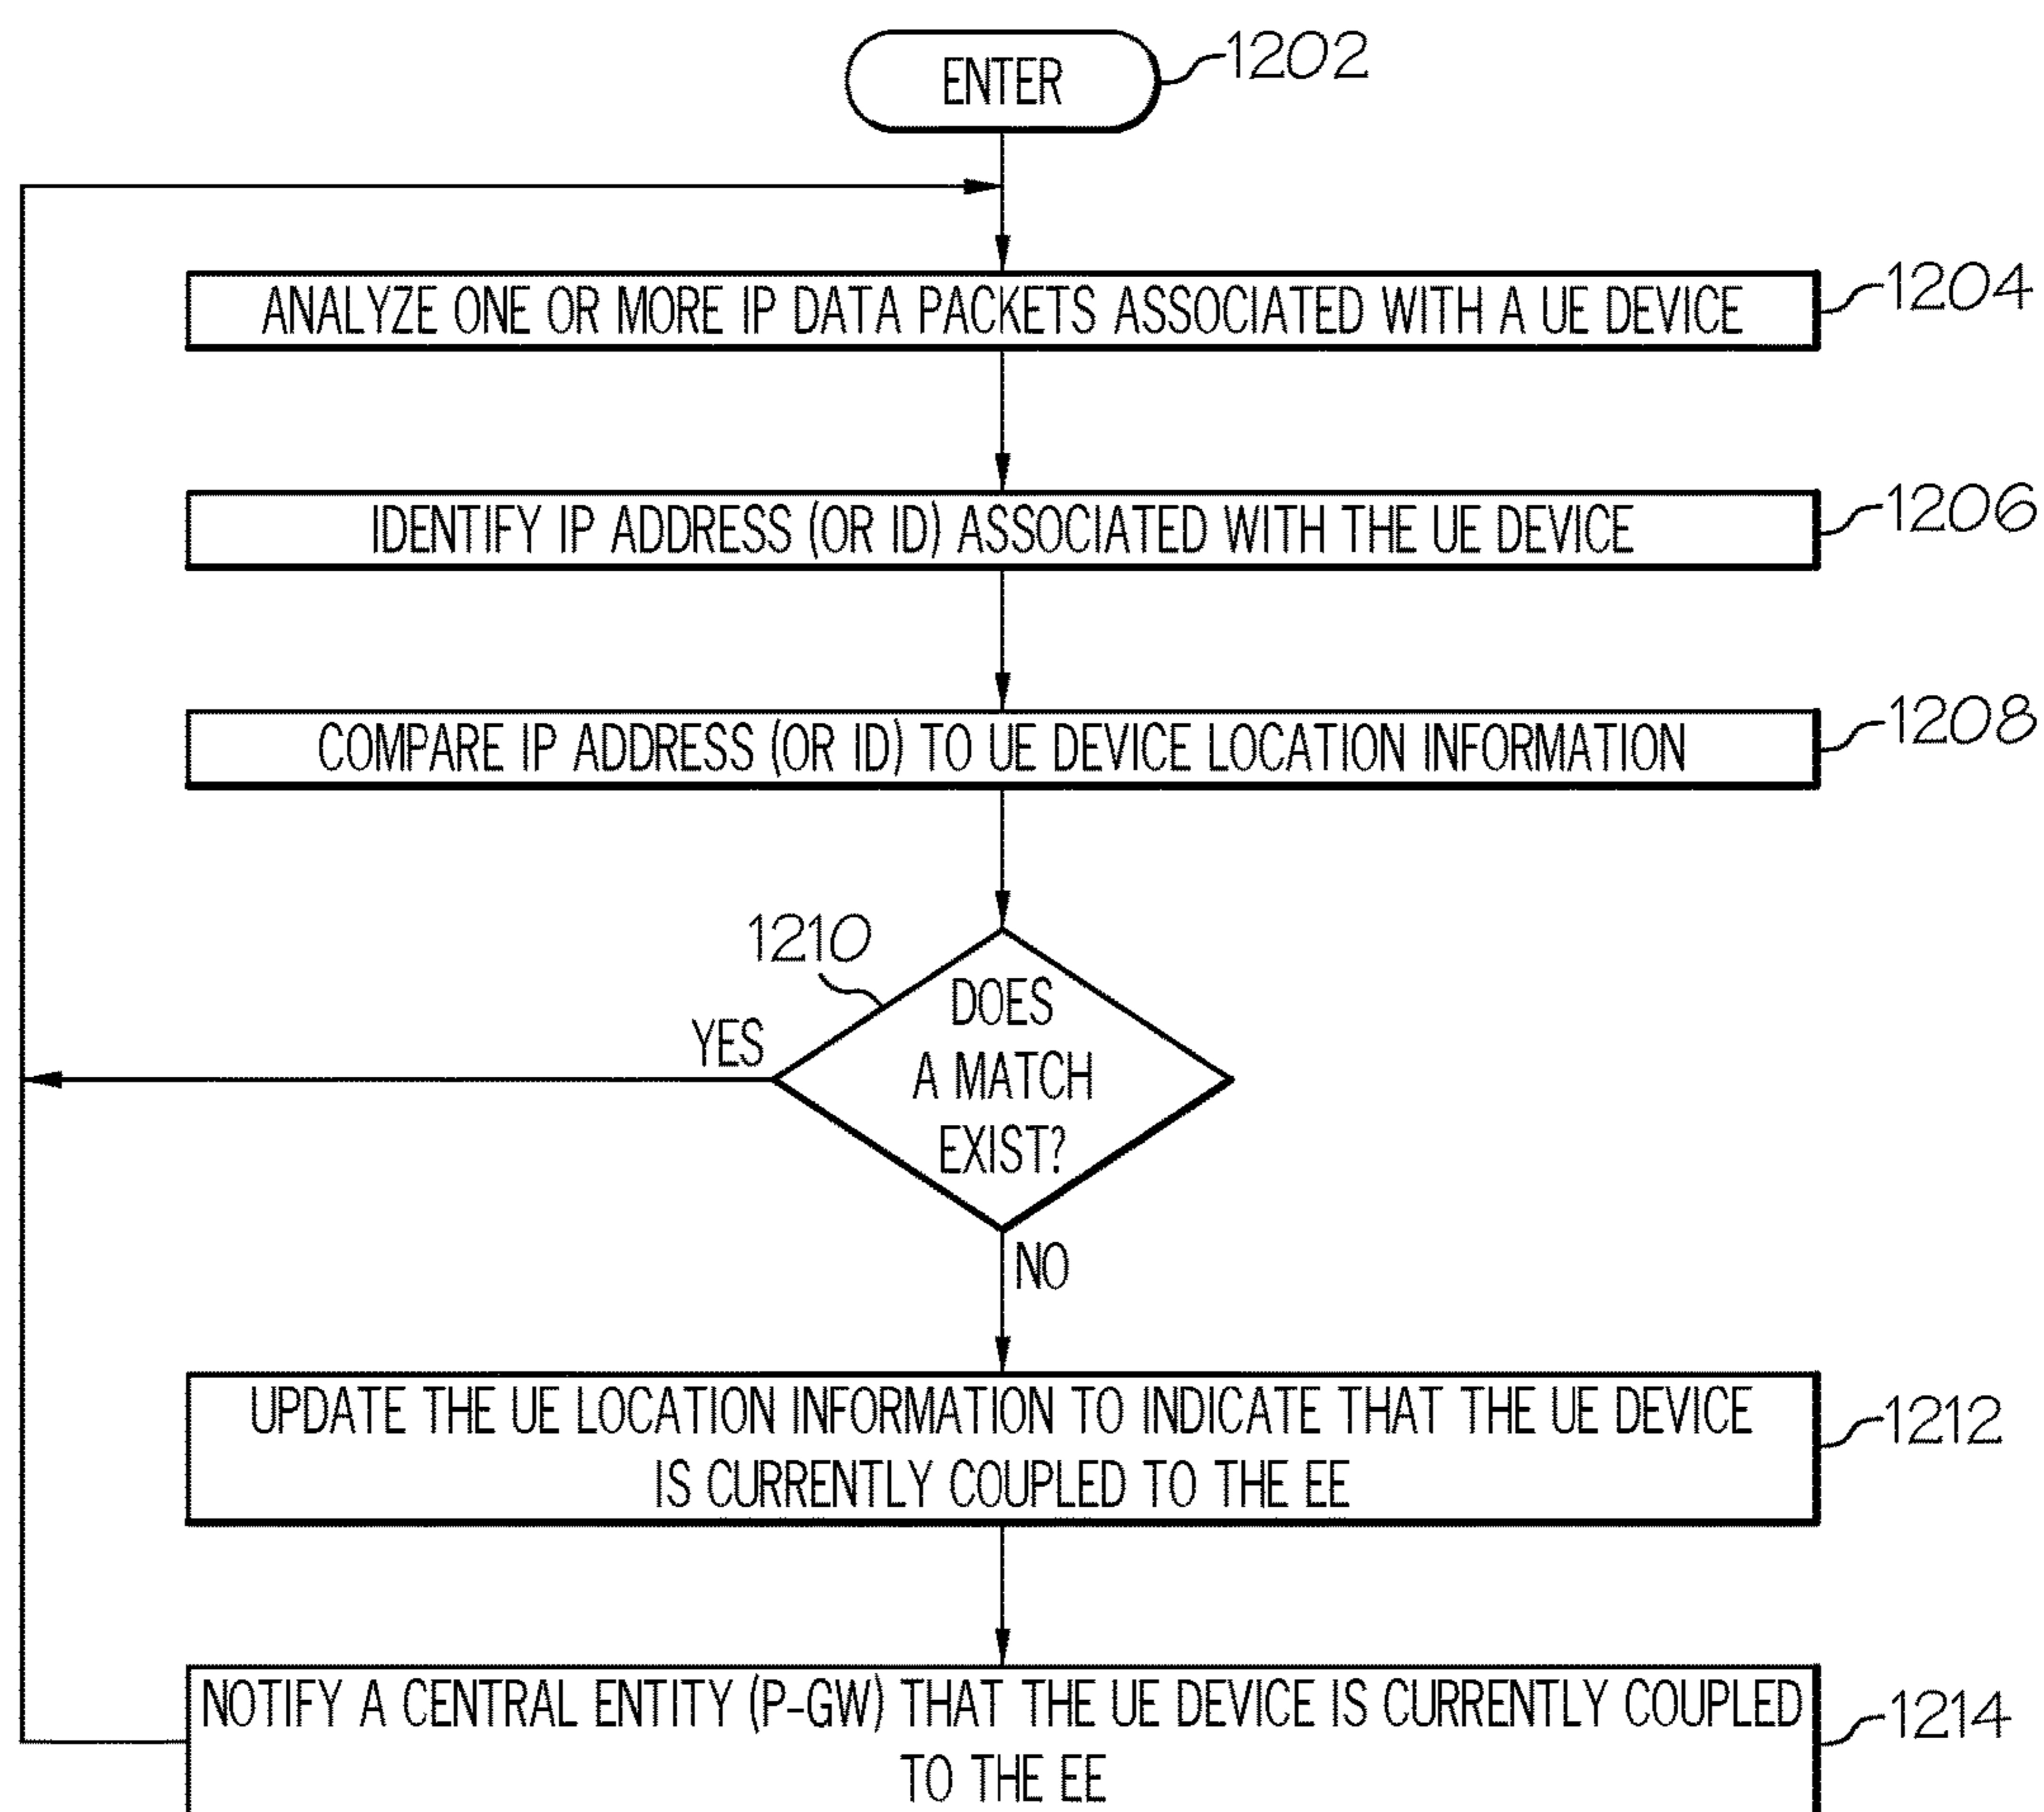 ENTER
1202
ANALYZE ONE OR MORE IP DATA PACKETS ASSOCIATED WITH A UE DEVICE
1204
IDENTIFY IP ADDRESS (OR ID) ASSOCIATED WITH THE UE DEVICE
1206
COMPARE IP ADDRESS (OR ID) TO UE DEVICE LOCATION INFORMATION
1208
1210
DOES
A MATCH
EXIST?
YES
NO
UPDATE THE UE LOCATION INFORMATION TO INDICATE THAT THE UE DEVICE
IS CURRENTLY COUPLED TO THE EE
1212
NOTIFY A CENTRAL ENTITY (P-GW) THAT THE UE DEVICE IS CURRENTLY COUPLED
TO THE EE
1214